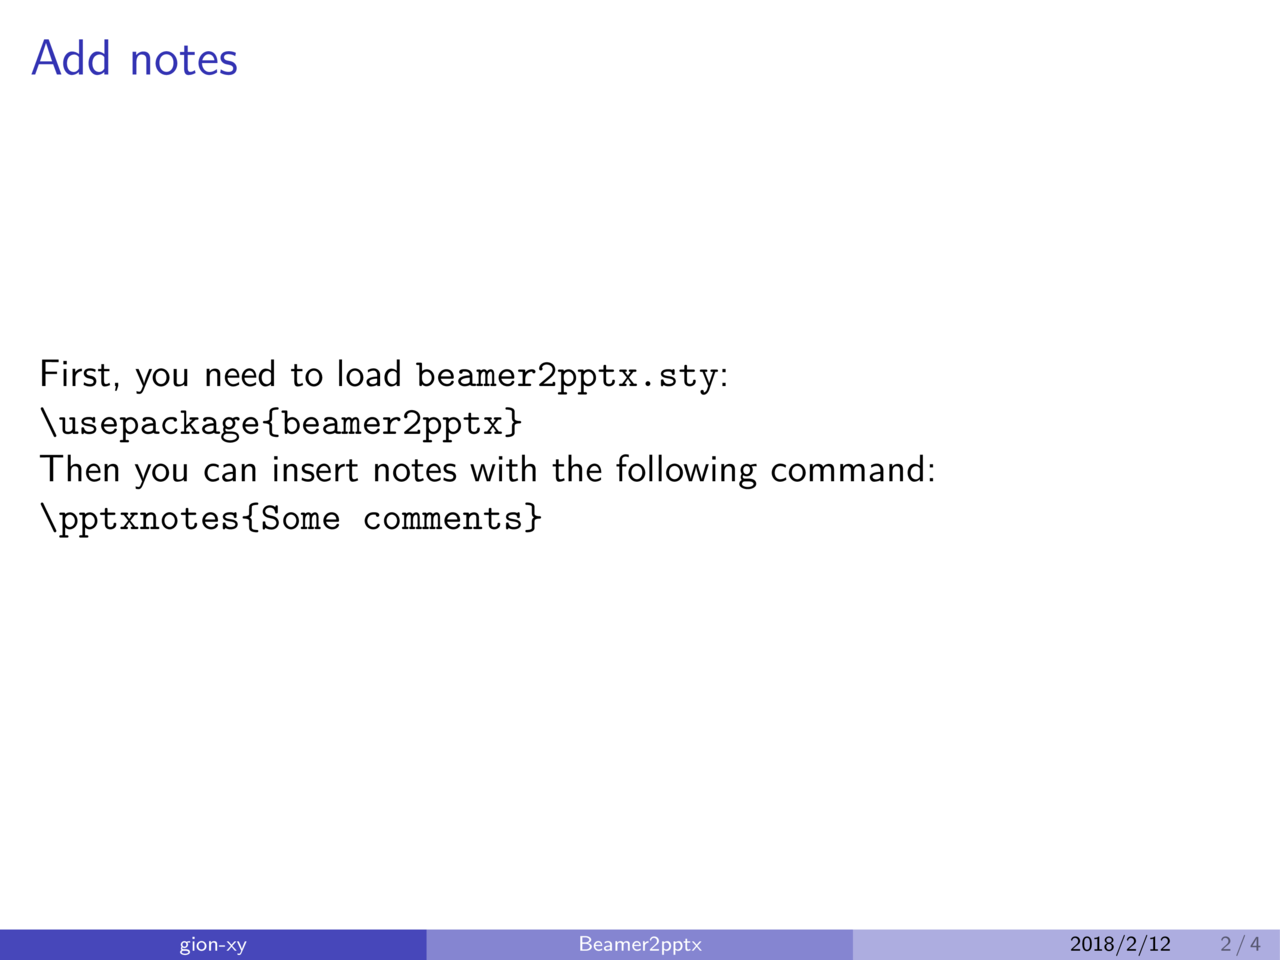 Add notes
First, you need to load beamer2pptx.sty:
\usepackage{beamer2pptx}
Then you can insert notes with the following command:
\pptxnotes{Some comments}
gion-xy
Beamer2pptx
2018/2/12
2 / 4